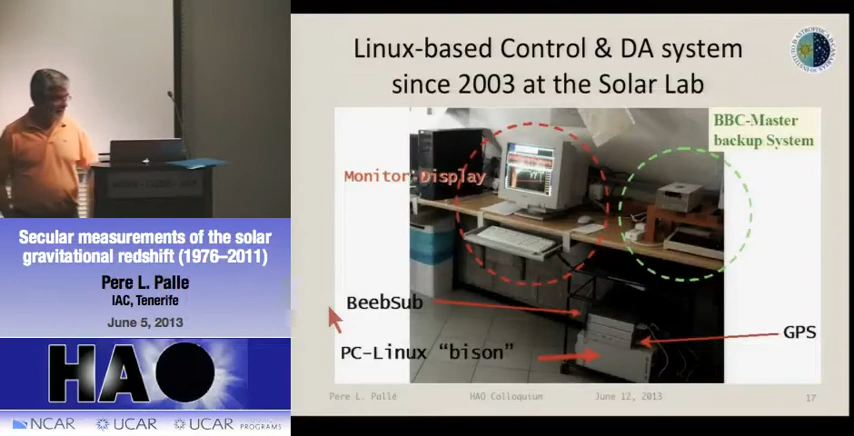 Linux-based Control & DA system
since 2003 at the Solar Lab
BBC-Master
backup System
Monitor Display
BeebSub
GPS
PC-Linux “bison”
Pere L. Pallé
HAO Colloquium
June 12, 2013
17
Secular measurements of the solar
gravitational redshift (1976–2011)
Pere L. Palle
IAC, Tenerife
June 5, 2013
HAO
NCAR
UCAR
UCAR
PROGRAMS